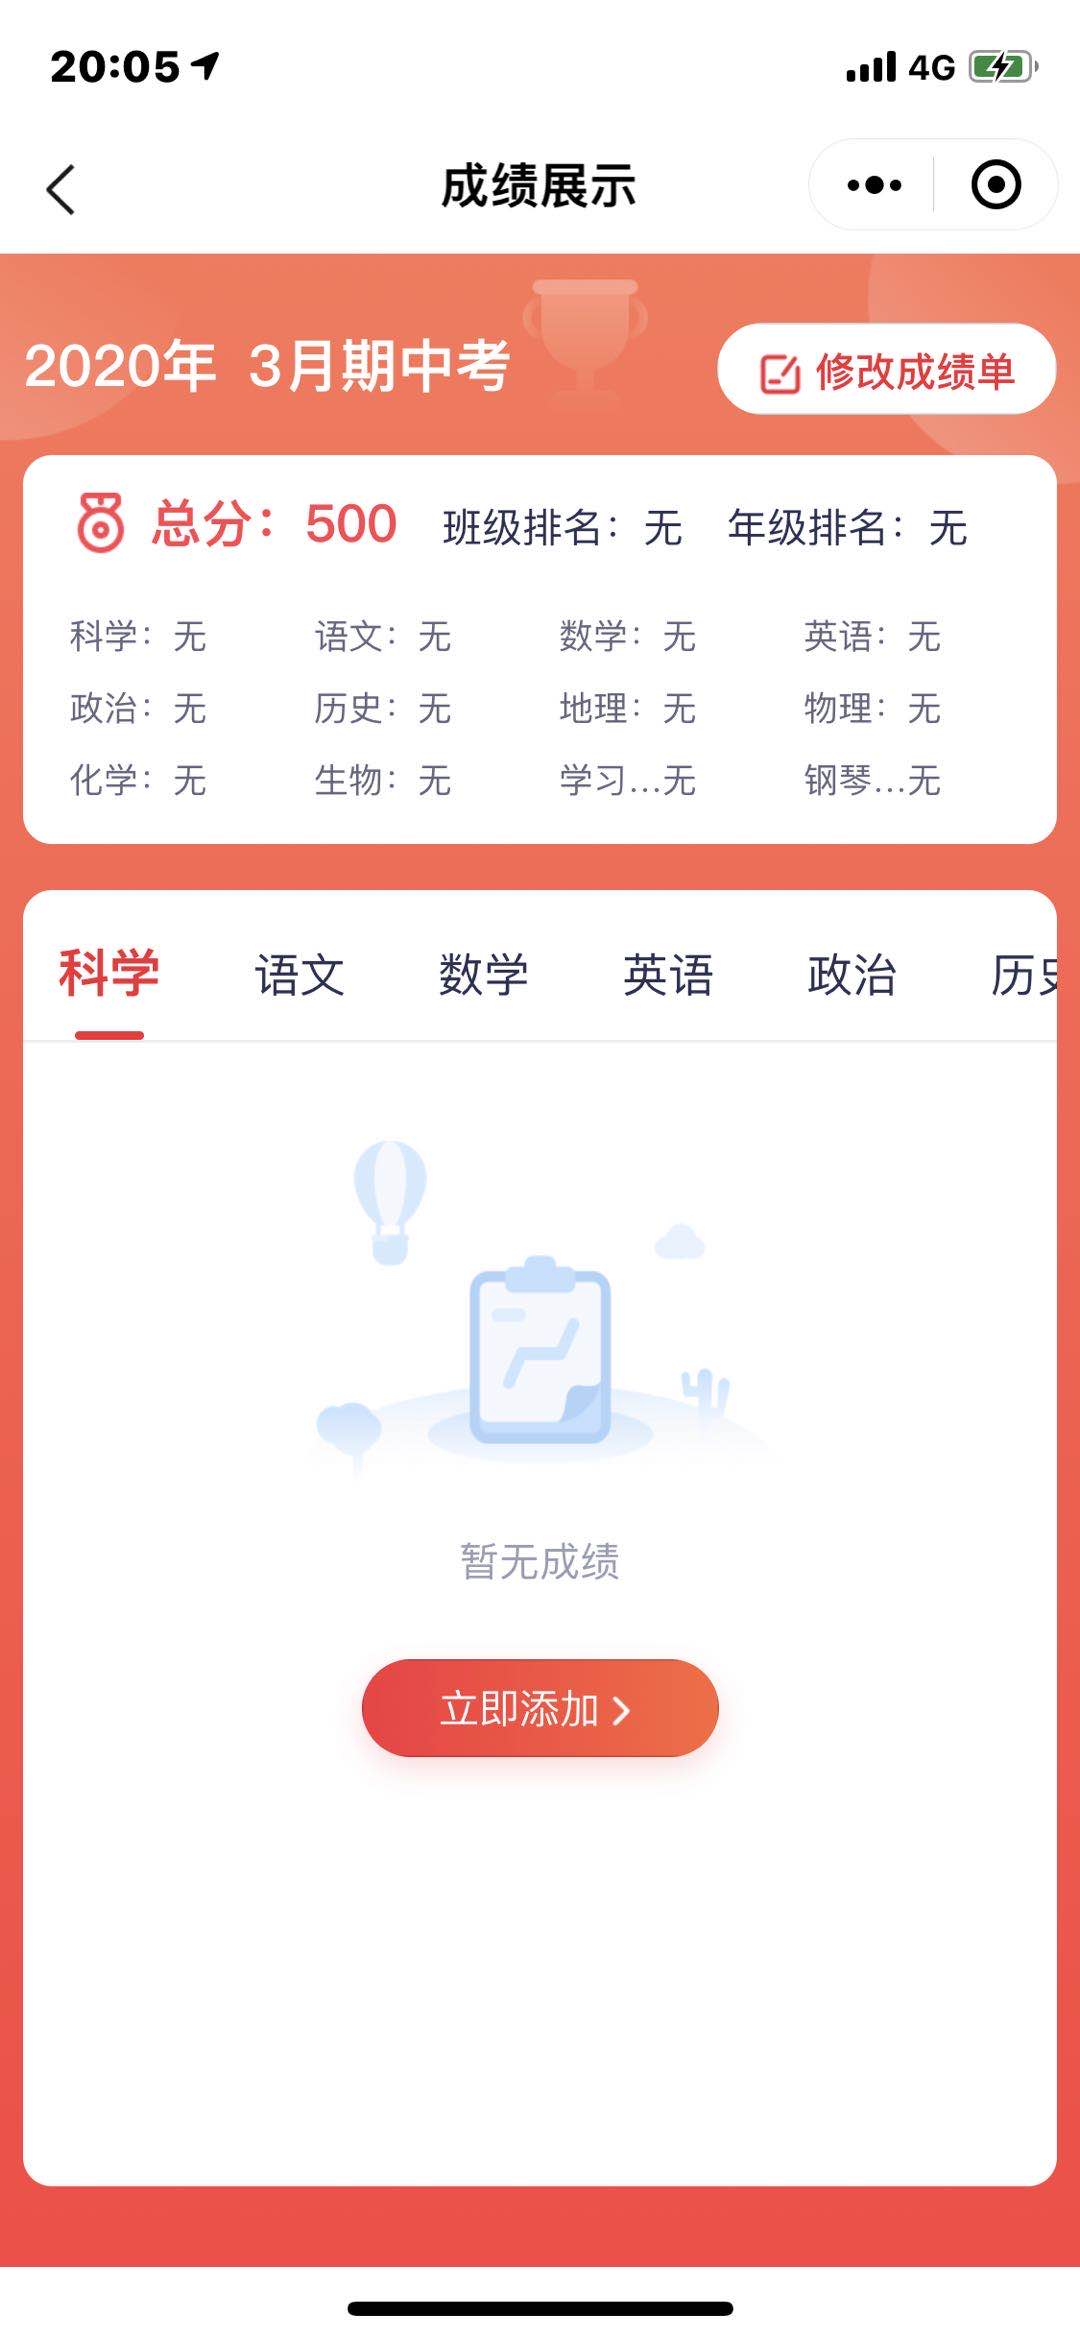 20:05 4G
成绩展示
2020年 3月期中考 修改成绩单
总分：500 班级排名：无 年级排名：无
科学：无 语文：无 数学：无 英语：无
政治：无 历史：无 地理：无 物理：无
化学：无 生物：无 学习...无 钢琴...无
科学 语文 数学 英语 政治 历史
暂无成绩
立即添加